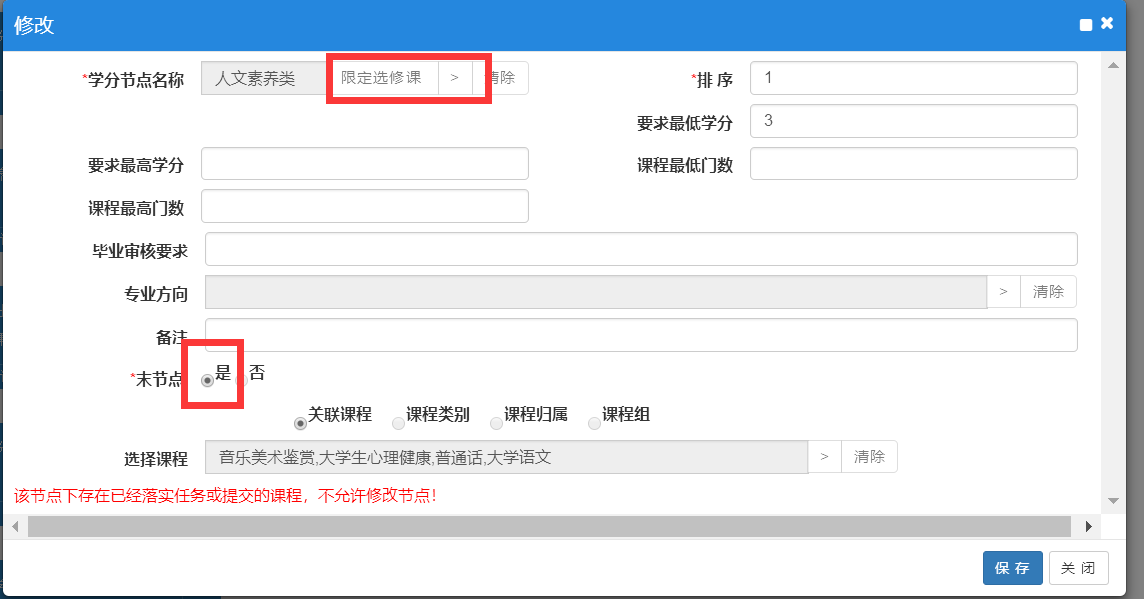 修改
*学分节点名称 人文素养类 限定选修课 > 清除 *排 序 1
要求最低学分 3
要求最高学分 课程最低门数
课程最高门数
毕业审核要求
专业方向 > 清除
备注
*末节点 是 否
关联课程 课程类别 课程归属 课程组
选择课程 音乐美术鉴赏,大学生心理健康,普通话,大学语文 > 清除
该节点下存在已经落实任务或提交的课程，不允许修改节点!
保 存 关 闭